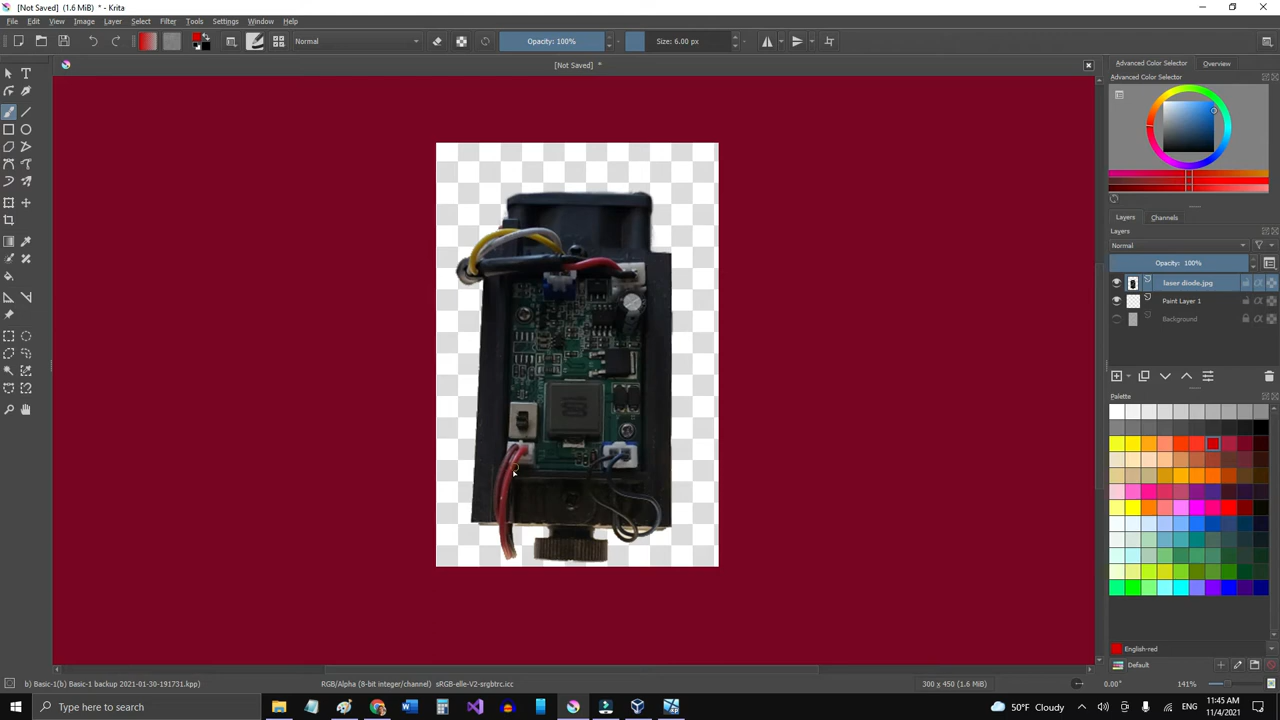 [Not Saved] (1.6 MiB) * - Krita
File Edit View Image Layer Select Filter Tools Settings Window Help
Normal Opacity: 100% Size: 6.00 px
[Not Saved] *
Advanced Color Selector Overview
Advanced Color Selector
Layers Channels
Layers
Normal
Opacity: 100%
laser diode.jpg
Paint Layer 1
Background
Palette
English-red
Default
b) Basic-1(b) Basic-1 backup 2021-01-30-191731.kpp)
RGB/Alpha (8-bit integer/channel) sRGB-elle-V2-srgbtrc.icc
300 x 450 (1.6 MiB)
0.00°
141%
Type here to search
50°F Cloudy
11:45 AM
11/4/2021